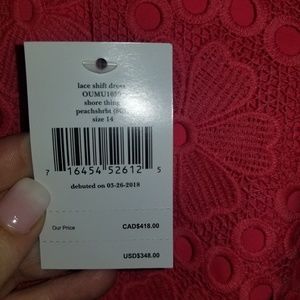 lace shift dress
shore thing
size 14
7 16454 52612 5
debuted on 03-26-2018
Our Price CAD$418.00
USD$348.00